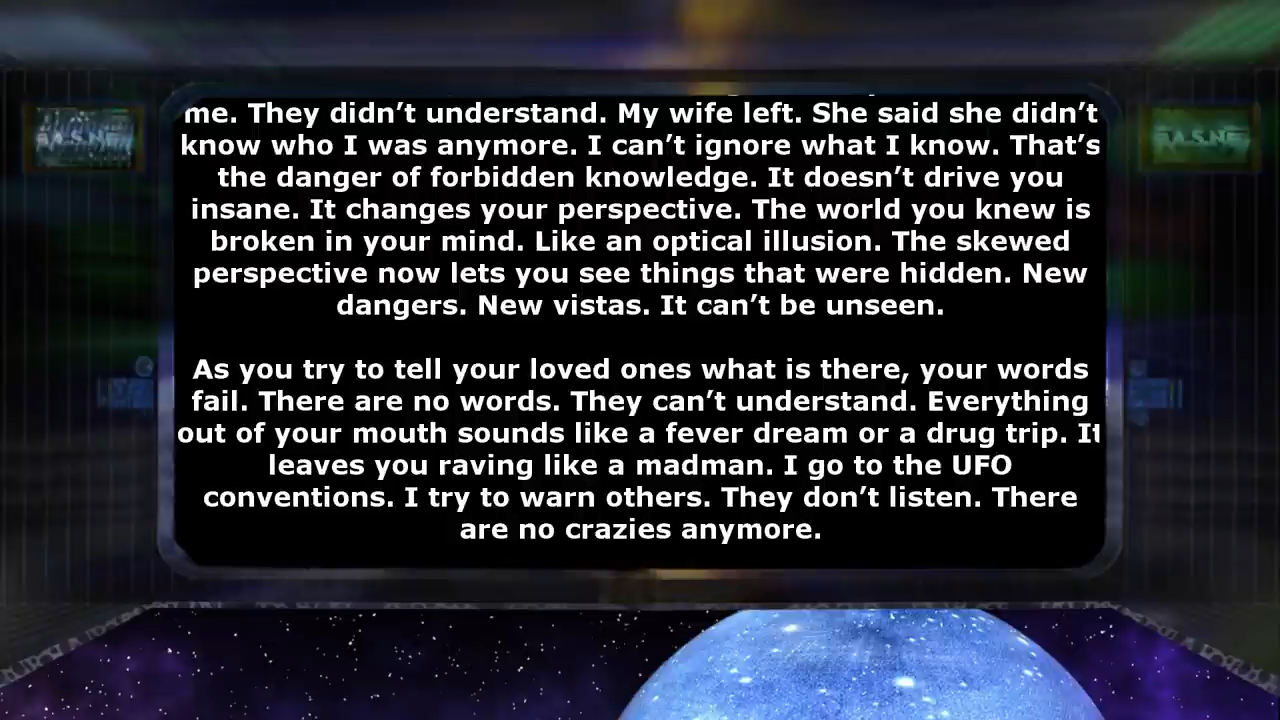 me. They didn’t understand. My wife left. She said she didn’t
know who I was anymore. I can’t ignore what I know. That’s
the danger of forbidden knowledge. It doesn’t drive you
insane. It changes your perspective. The world you knew is
broken in your mind. Like an optical illusion. The skewed
perspective now lets you see things that were hidden. New
dangers. New vistas. It can’t be unseen.
As you try to tell your loved ones what is there, your words
fail. There are no words. They can’t understand. Everything
out of your mouth sounds like a fever dream or a drug trip. It
leaves you raving like a madman. I go to the UFO
conventions. I try to warn others. They don’t listen. There
are no crazies anymore.